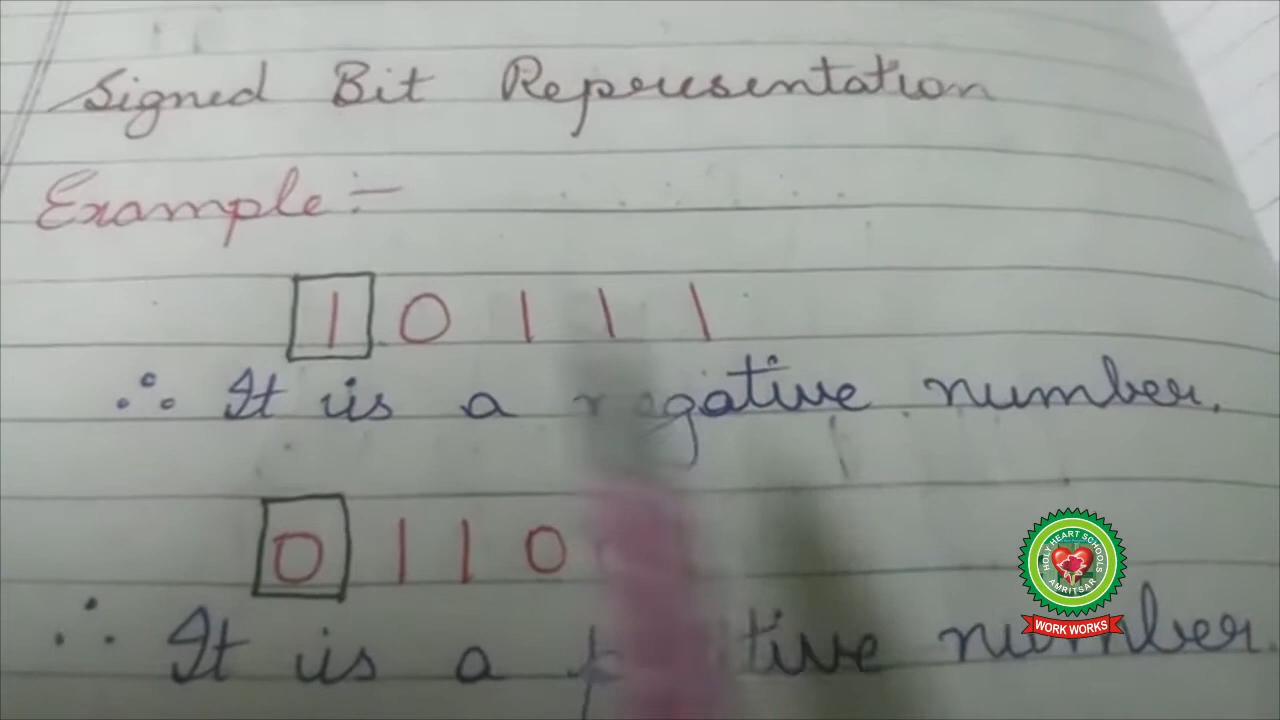 Signed Bit Representation
Example :-
1 0 1 1 1
∴ It is a negative number.
0 1 1 0
∴ It is a number.
HOLY HEART SCHOOLS
AMRITSAR
WORK WORKS